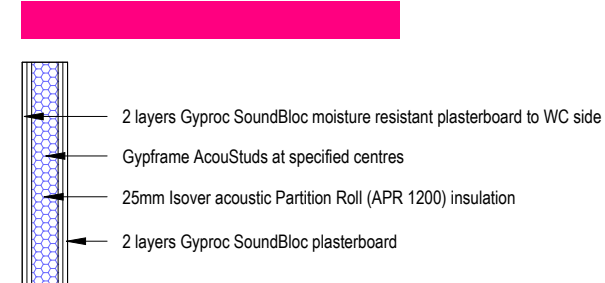 2 layers Gyproc SoundBloc moisture resistant plasterboard to WC side
Gypframe AcouStuds at specified centres
25mm Isover acoustic Partition Roll (APR 1200) insulation
2 layers Gyproc SoundBloc plasterboard